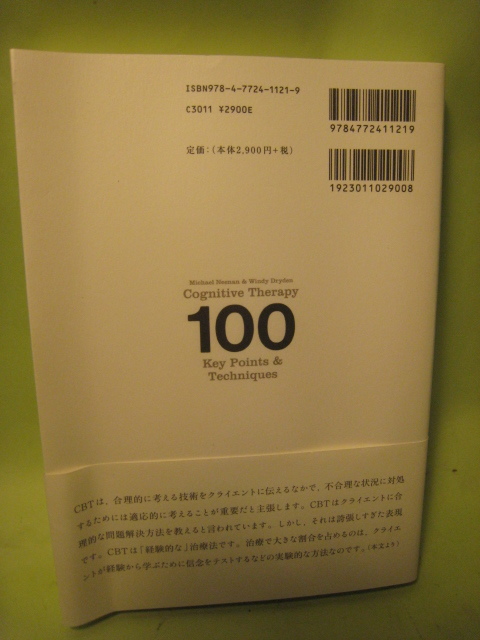 ISBN978-4-7724-1121-9
C3011 ¥2900E
定価:(本体2,900円+税)
9784772411219
1923011029008
Michael Neenan & Windy Dryden
Cognitive Therapy
100
Key Points &
Techniques
CBTは、合理的に考える技術をクライエントに伝えるなかで、不合理な状況に対処
するためには適応的に考えることが重要だと主張します。CBTはクライエントに合
理的な問題解決方法を教えると言われています。しかし、それは誇張しすぎた表現
です。CBTは「経験的な」治療法です。治療で大きな割合を占めるのは、クライエ
ントが経験から学ぶために信念をテストするなどの実験的な方法なのです。(本文より)